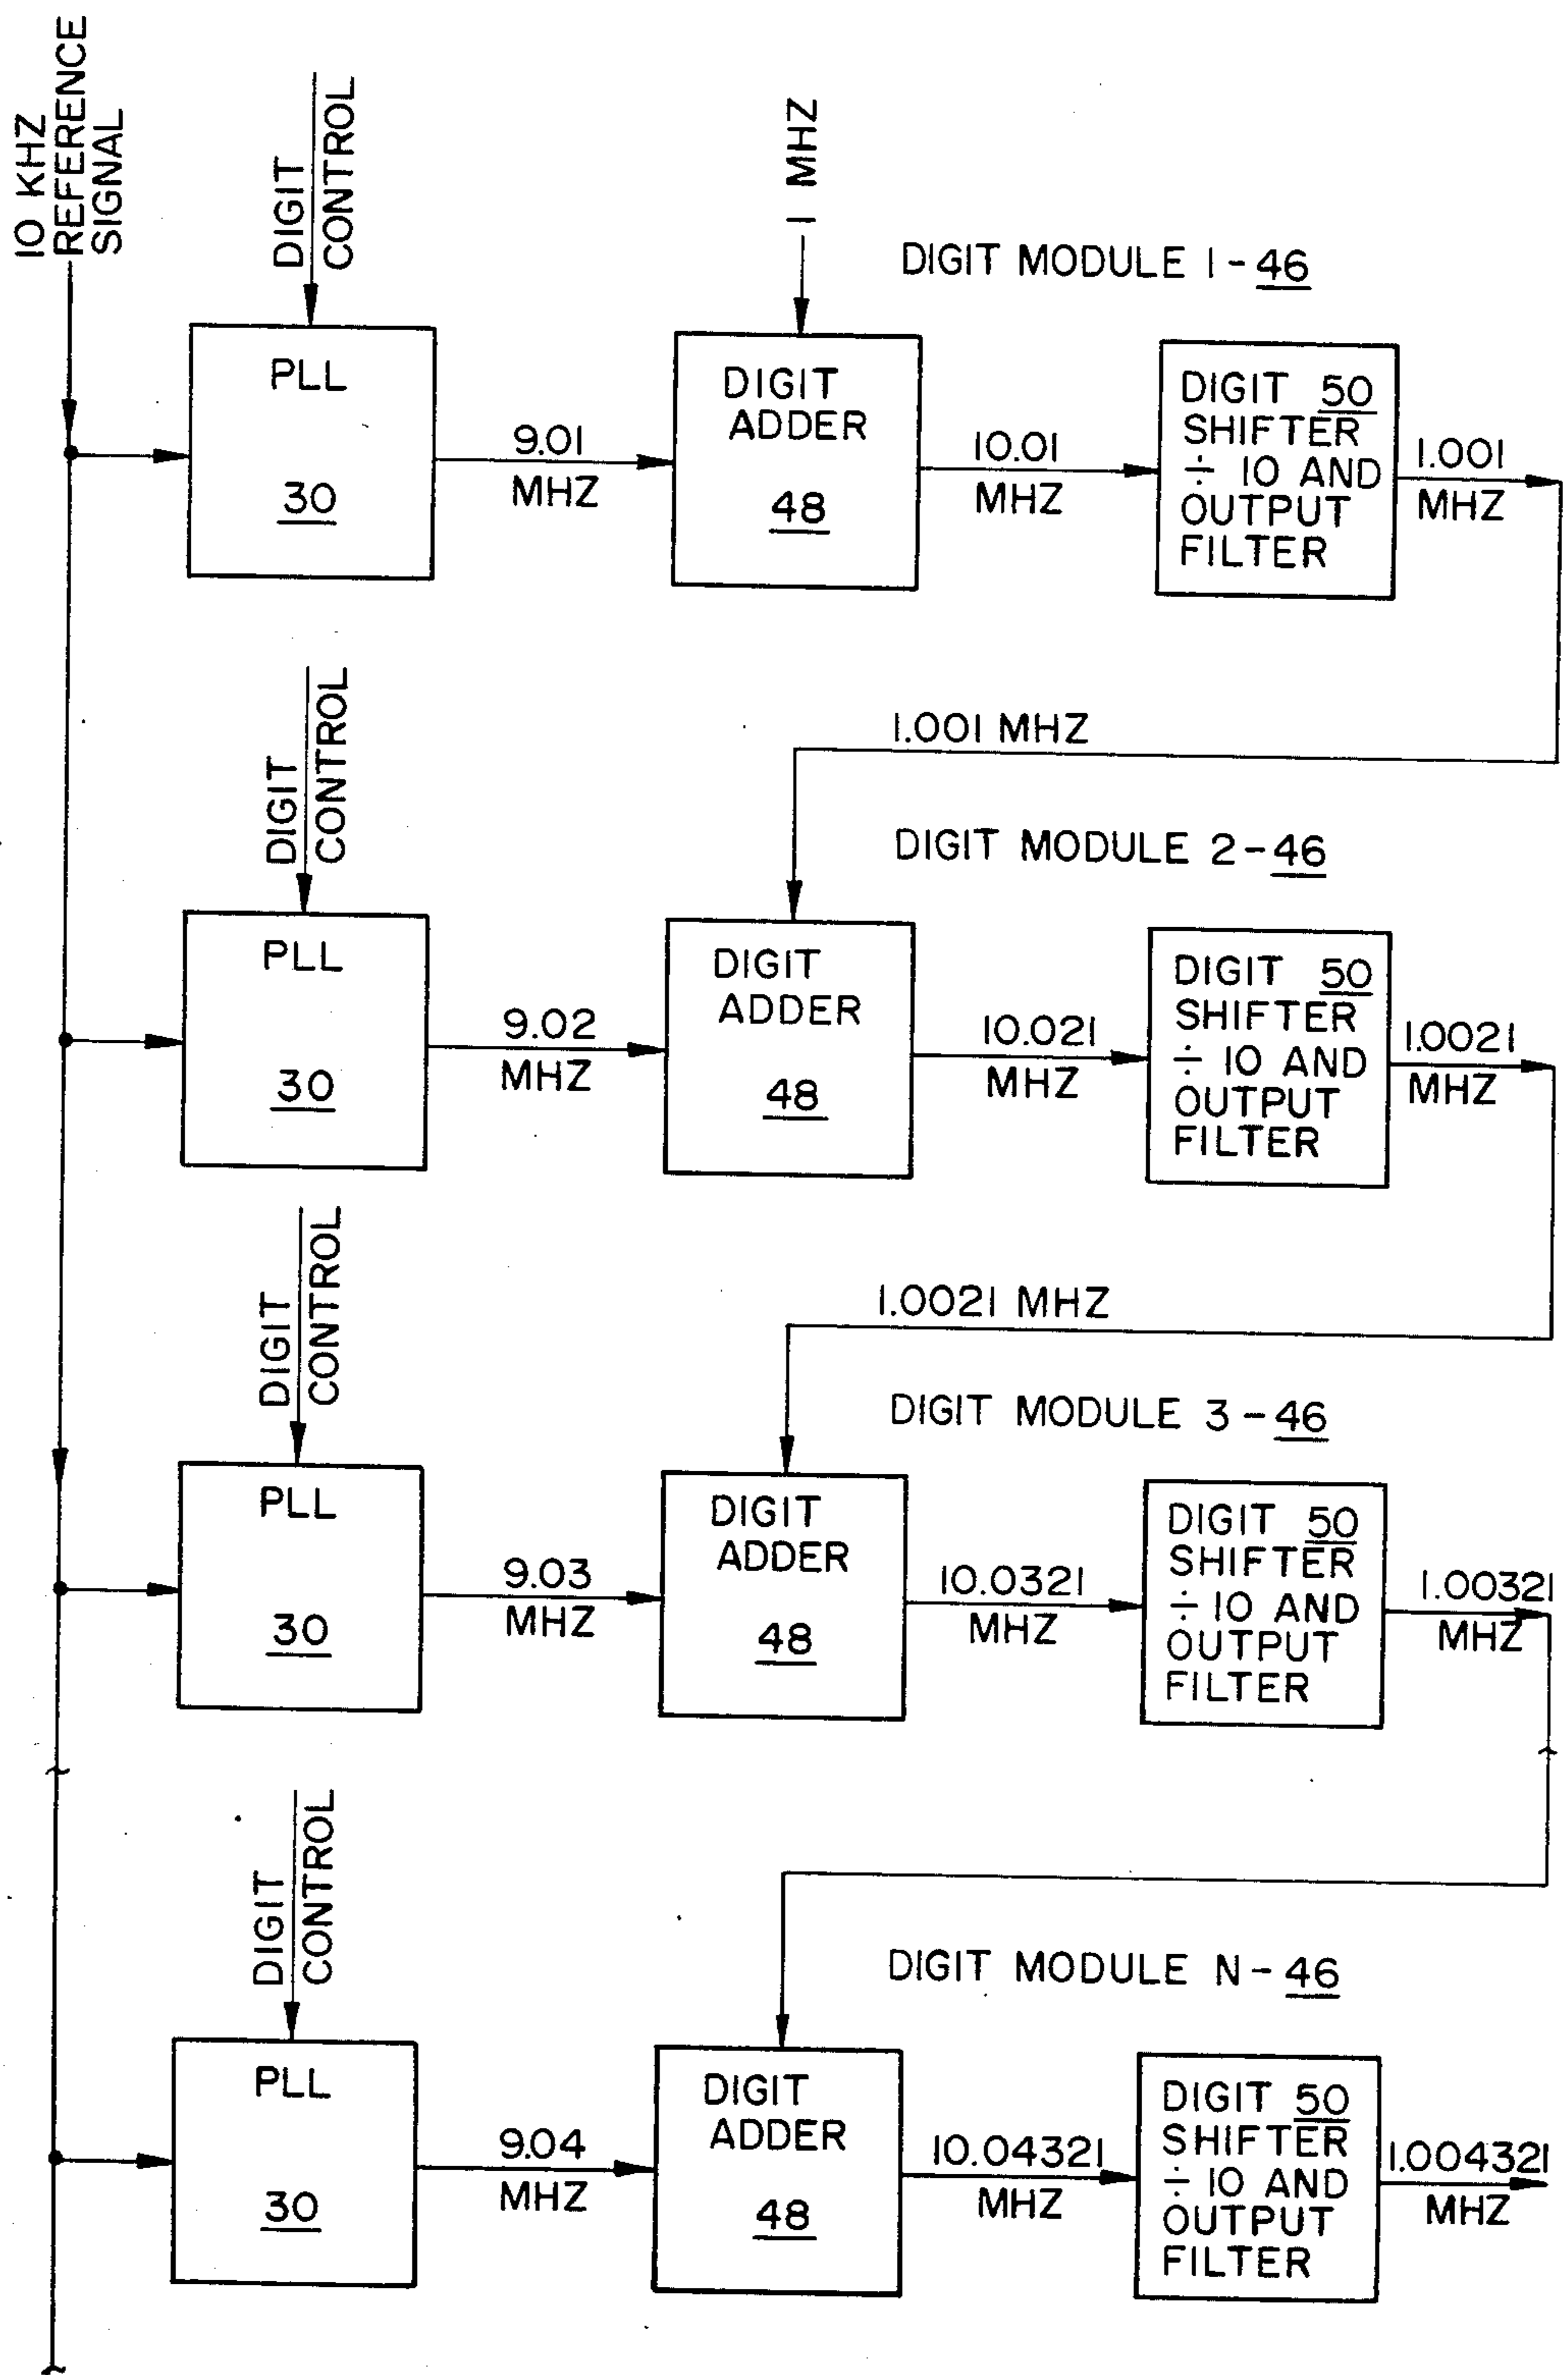 10 KHZ
REFERENCE
SIGNAL
DIGIT
CONTROL
1 MHZ
DIGIT MODULE 1-46
PLL
30
9.01
MHZ
DIGIT
ADDER
48
10.01
MHZ
DIGIT 50
SHIFTER
÷ 10 AND
OUTPUT
FILTER
1.001
MHZ
1.001 MHZ
DIGIT
CONTROL
DIGIT MODULE 2-46
PLL
30
9.02
MHZ
DIGIT
ADDER
48
10.021
MHZ
DIGIT 50
SHIFTER
÷ 10 AND
OUTPUT
FILTER
1.0021
MHZ
1.0021 MHZ
DIGIT
CONTROL
DIGIT MODULE 3-46
PLL
30
9.03
MHZ
DIGIT
ADDER
48
10.0321
MHZ
DIGIT 50
SHIFTER
÷ 10 AND
OUTPUT
FILTER
1.00321
MHZ
DIGIT
CONTROL
DIGIT MODULE N-46
PLL
30
9.04
MHZ
DIGIT
ADDER
48
10.04321
MHZ
DIGIT 50
SHIFTER
÷ 10 AND
OUTPUT
FILTER
1.004321
MHZ